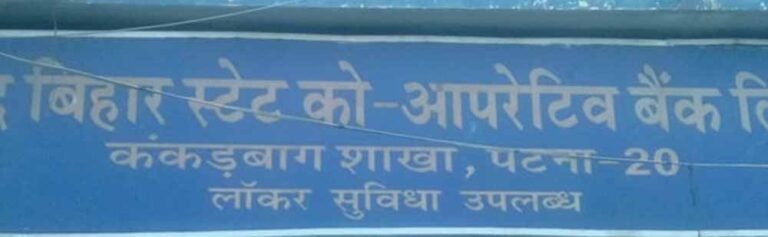 द बिहार स्टेट को-आपरेटिव बैंक लि
कंकड़बाग शाखा, पटना-20
लॉकर सुविधा उपलब्ध